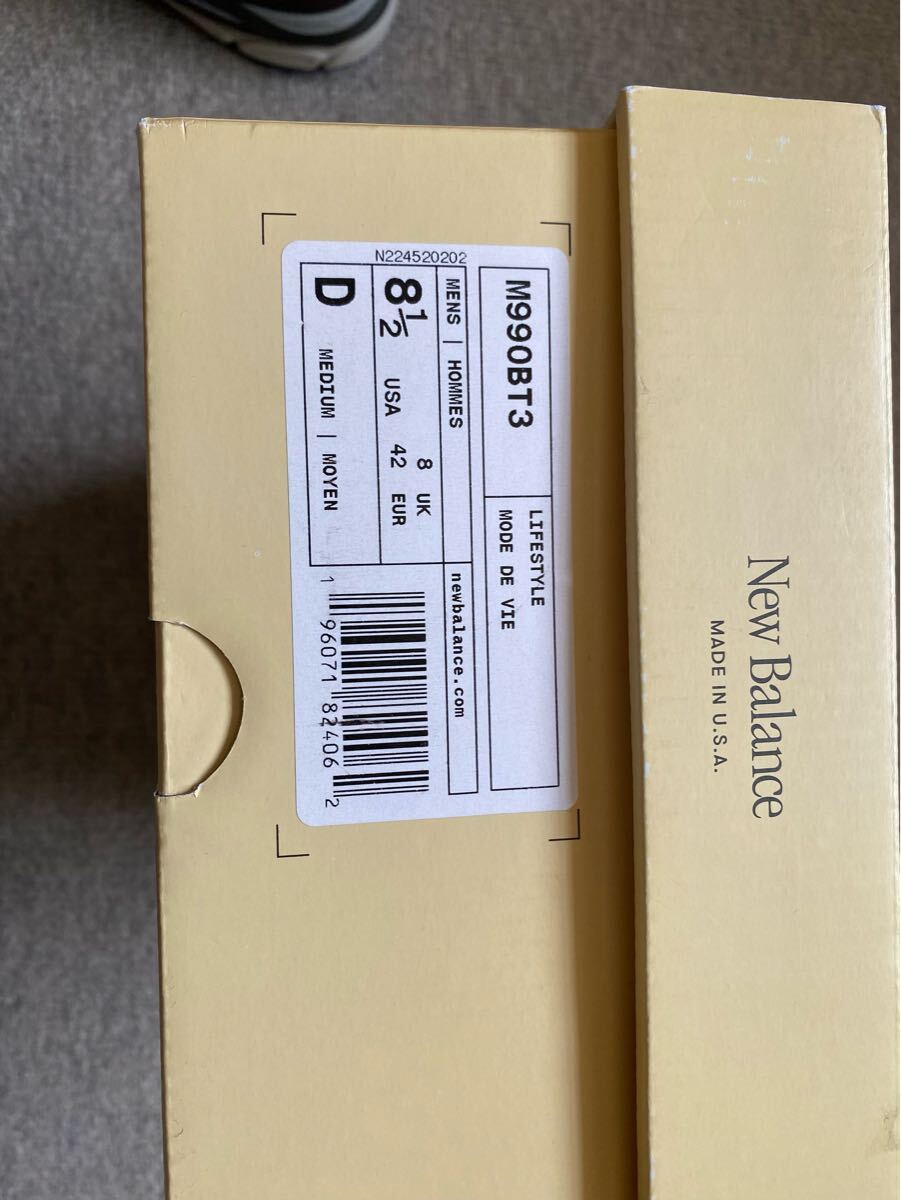 New Balance
MADE IN U.S.A.
M990BT3
LIFESTYLE
MODE DE VIE
N224520202
MENS | HOMMES
newbalance.com
8 1/2 USA
8 UK
42 EUR
D MEDIUM | MOYEN
1 96071 82406 2